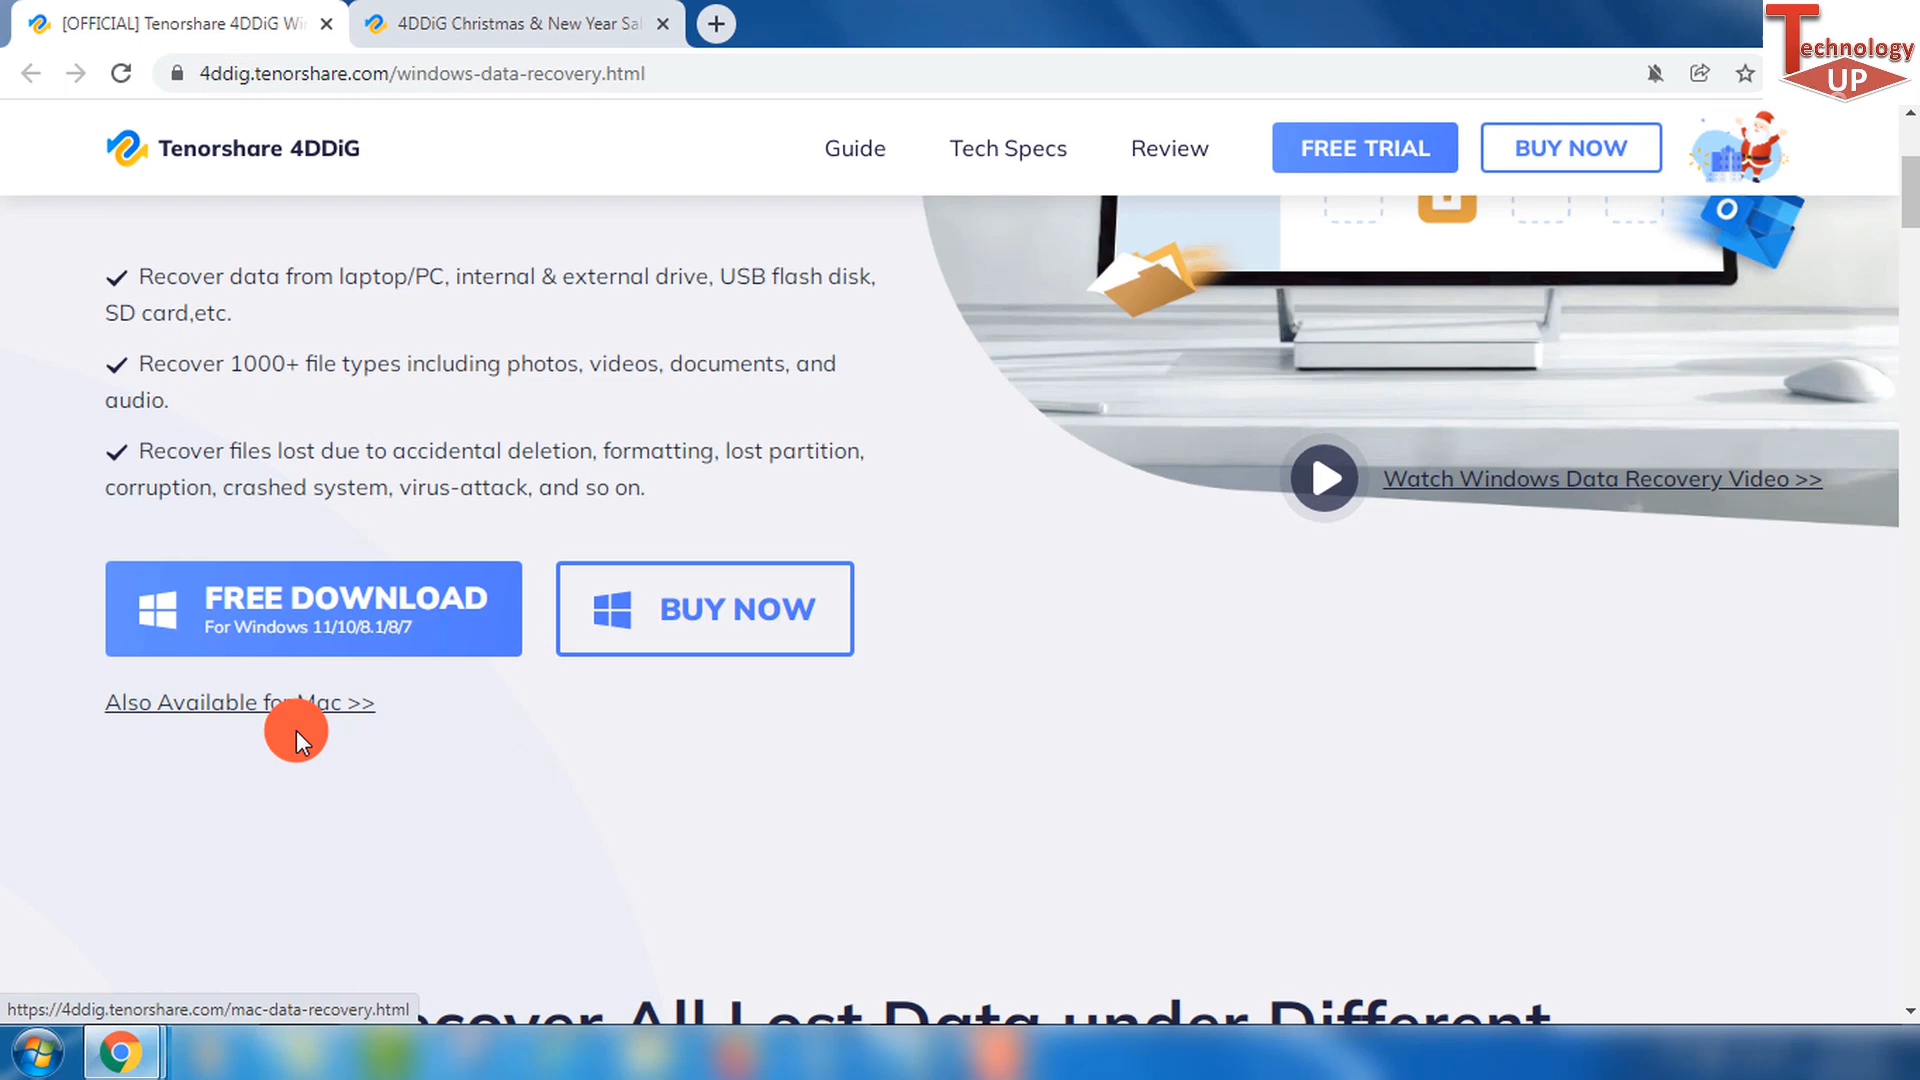 [OFFICIAL] Tenorshare 4DDiG Wi
4DDiG Christmas & New Year Sal
Technology
UP
4ddig.tenorshare.com/windows-data-recovery.html
Tenorshare 4DDiG
Guide
Tech Specs
Review
FREE TRIAL
BUY NOW
✓ Recover data from laptop/PC, internal & external drive, USB flash disk,
SD card,etc.
✓ Recover 1000+ file types including photos, videos, documents, and
audio.
✓ Recover files lost due to accidental deletion, formatting, lost partition,
corruption, crashed system, virus-attack, and so on.
Watch Windows Data Recovery Video >>
FREE DOWNLOAD
For Windows 11/10/8.1/8/7
BUY NOW
Also Available for Mac >>
https://4ddig.tenorshare.com/mac-data-recovery.html
All Lost Data under Different